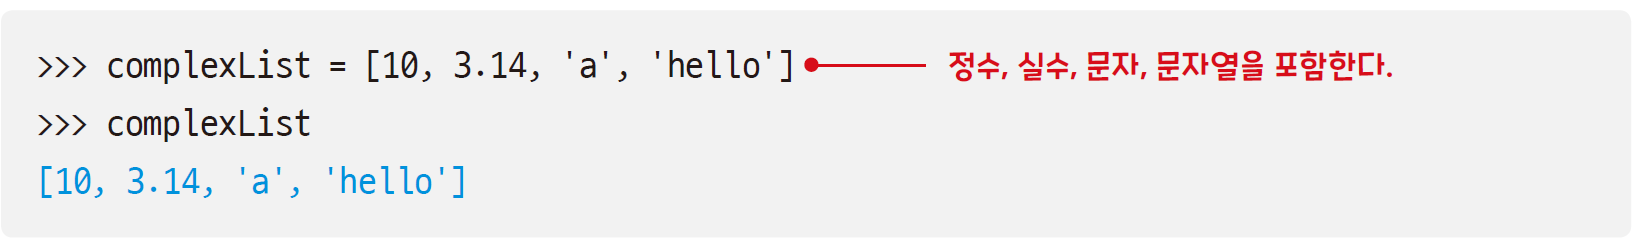 >>> complexList = [10, 3.14, 'a', 'hello'] 정수, 실수, 문자, 문자열을 포함한다.
>>> complexList
[10, 3.14, 'a', 'hello']